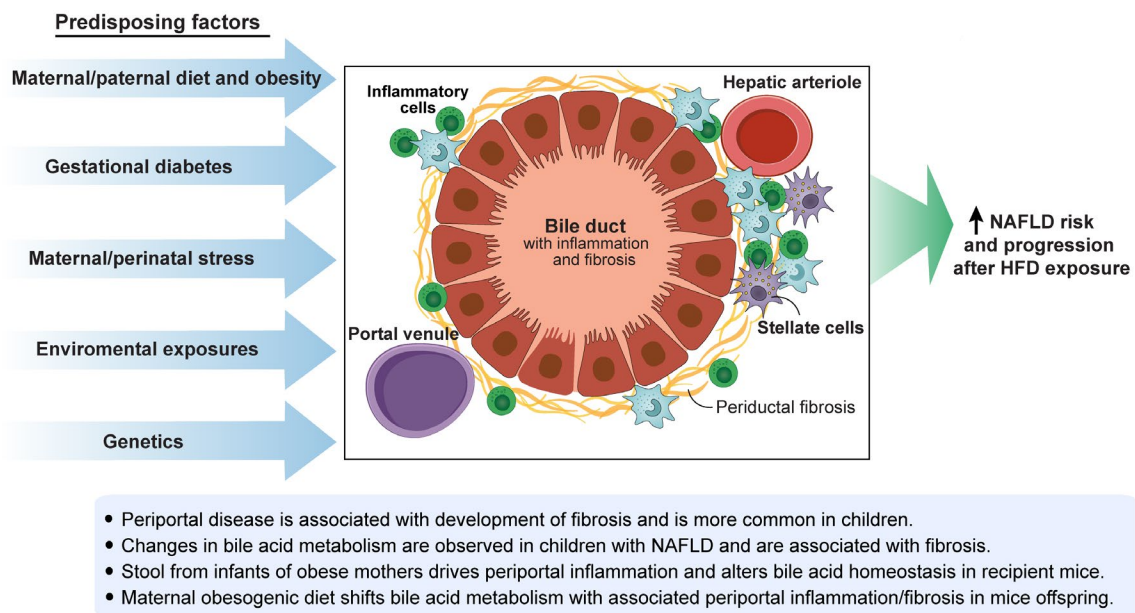 Predisposing factors
Maternal/paternal diet and obesity
Gestational diabetes
Maternal/perinatal stress
Enviromental exposures
Genetics
Inflammatory
cells
Hepatic arteriole
Bile duct
with inflammation
and fibrosis
Portal venule
Stellate cells
Periductal fibrosis
↑ NAFLD risk
and progression
after HFD exposure
• Periportal disease is associated with development of fibrosis and is more common in children.
• Changes in bile acid metabolism are observed in children with NAFLD and are associated with fibrosis.
• Stool from infants of obese mothers drives periportal inflammation and alters bile acid homeostasis in recipient mice.
• Maternal obesogenic diet shifts bile acid metabolism with associated periportal inflammation/fibrosis in mice offspring.